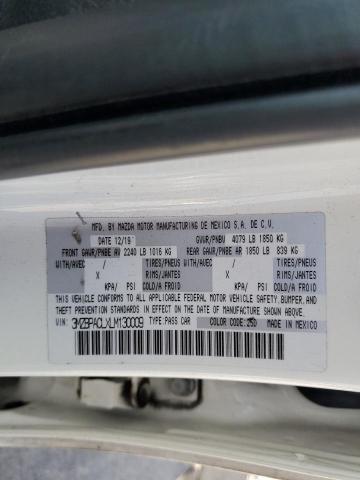 MFD. BY MAZDA MOTOR MANUFACTURING DE MEXICO S.A. DE C.V.
DATE 12/19 GVWR/PNBV 4079 LB 1850 KG
FRONT GAWR/PNBE AV 2240 LB 1016 KG REAR GAWR/PNBE AR 1850 LB 839 KG
WITH/AVEC / TIRES/PNEUS WITH/AVEC / TIRES/PNEUS
X RIMS/JANTES X RIMS/JANTES
KPA/ PSI COLD/A FROID KPA/ PSI COLD/A FROID
THIS VEHICLE CONFORMS TO ALL APPLICABLE FEDERAL MOTOR VEHICLE SAFETY, BUMPER, AND
THEFT PREVENTION STANDARDS IN EFFECT ON THE DATE OF MANUFACTURE SHOWN ABOVE.
3MZBPACLXLM130009 TYPE:PASS CAR COLOR CODE: 25D MADE IN MEXICO